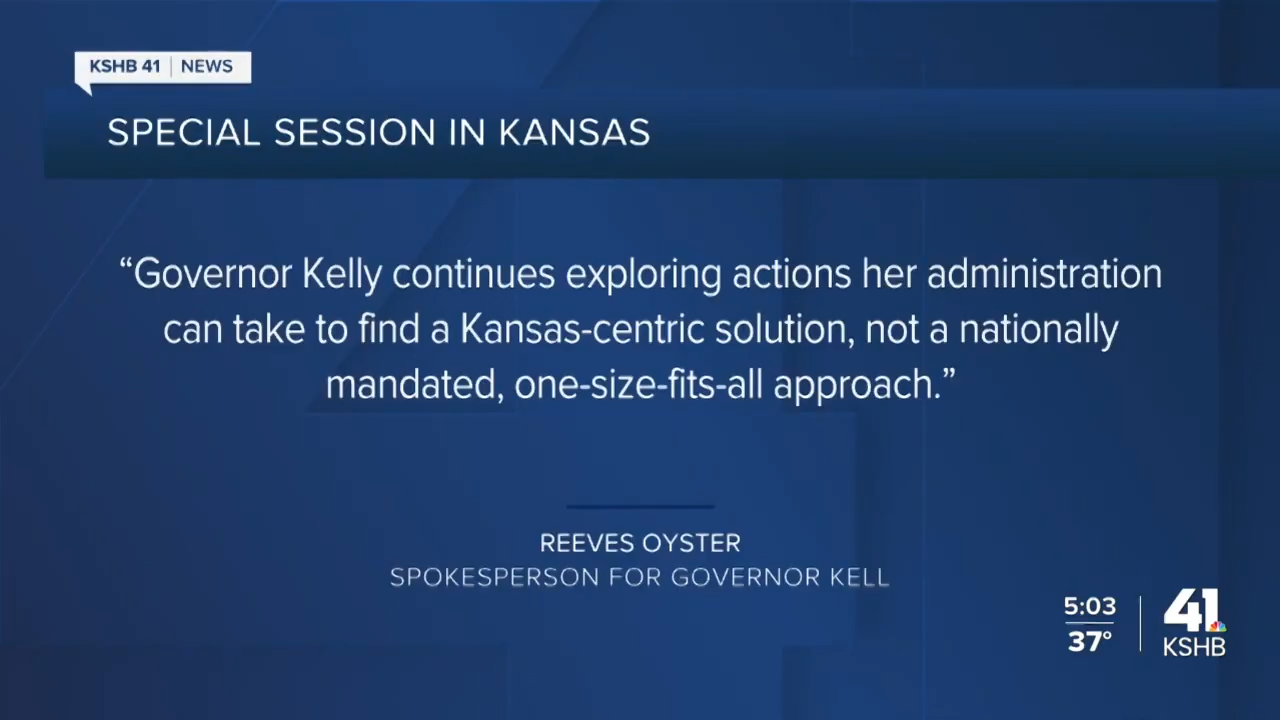 KSHB 41 | NEWS
SPECIAL SESSION IN KANSAS
“Governor Kelly continues exploring actions her administration
can take to find a Kansas-centric solution, not a nationally
mandated, one-size-fits-all approach.”
REEVES OYSTER
SPOKESPERSON FOR GOVERNOR KELL
5:03
37°
41
KSHB